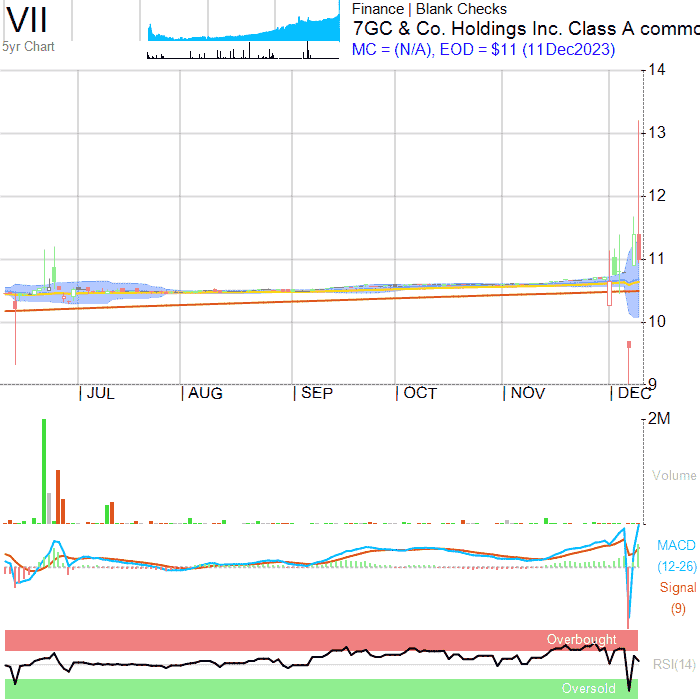 VII
5yr Chart
Finance | Blank Checks
7GC & Co. Holdings Inc. Class A commo
MC = (N/A), EOD = $11 (11Dec2023)
14
13
12
11
10
9
JUL AUG SEP OCT NOV DEC
2M
Volume
MACD
(12-26)
Signal
(9)
Overbought
RSI(14)
Oversold